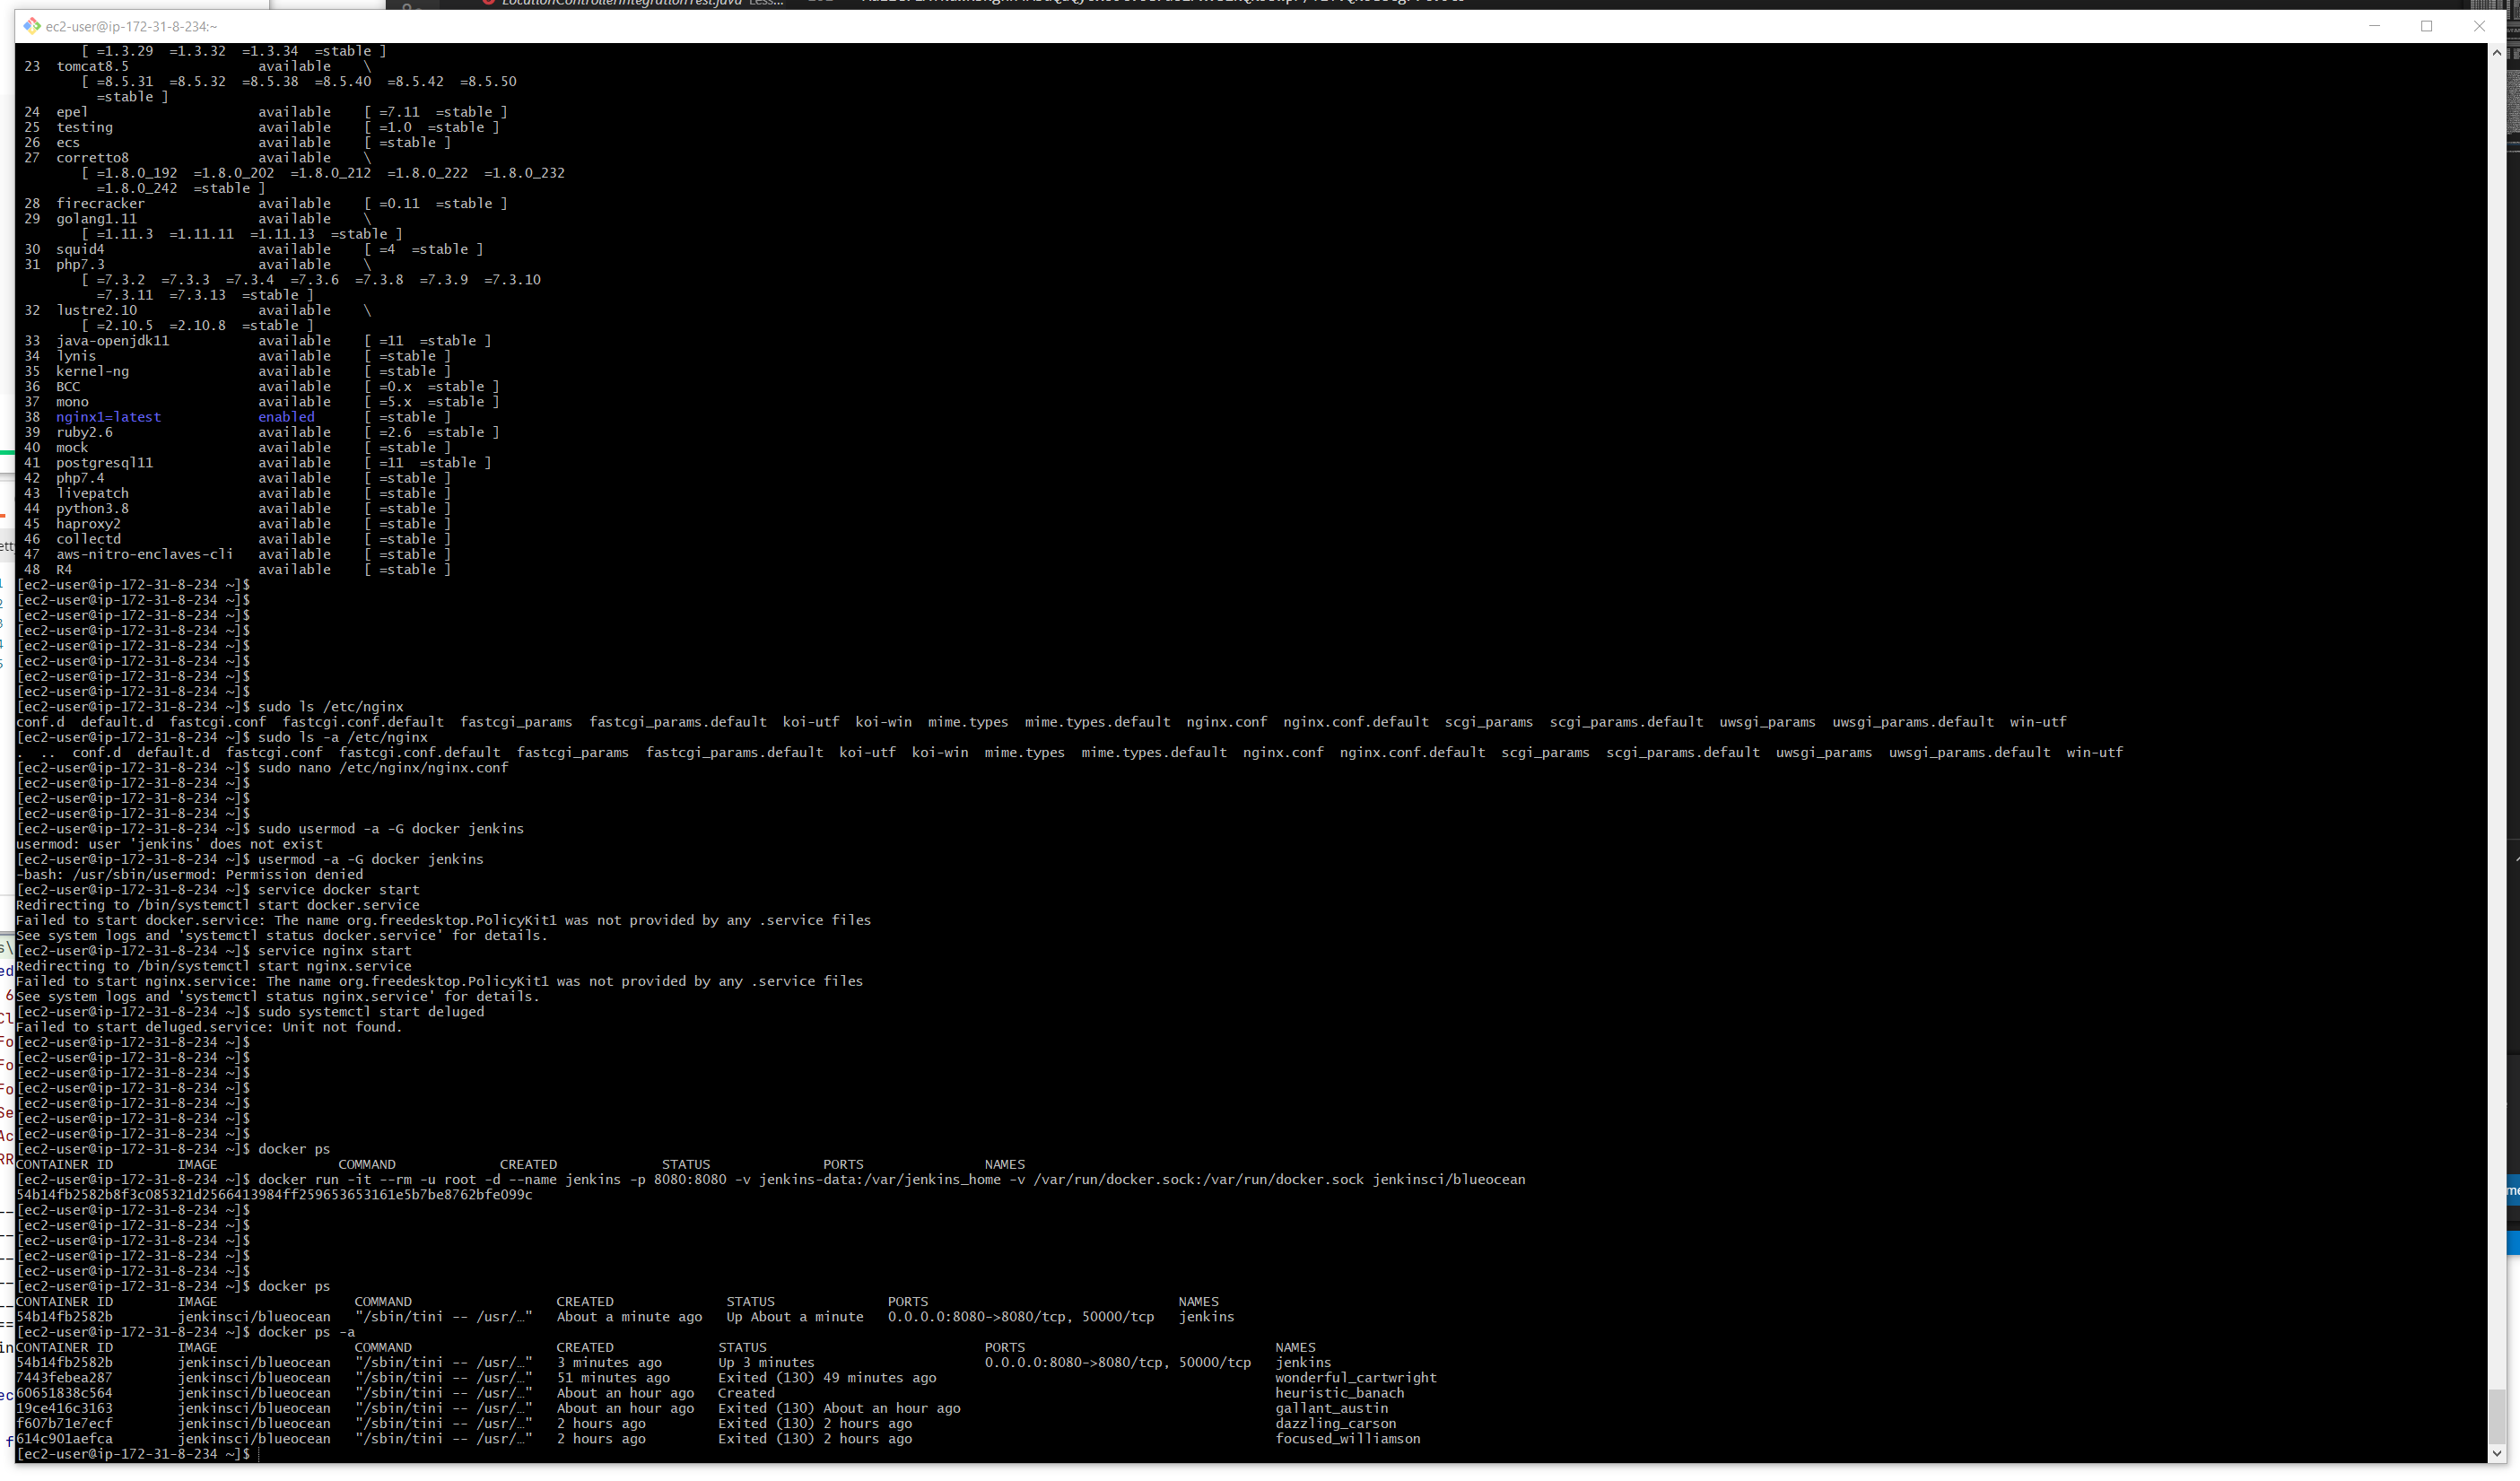 LocationControllerIntegrationTest.java Less...
ec2-user@ip-172-31-8-234:~
        [ =1.3.29  =1.3.32  =1.3.34  =stable ]
 23  tomcat8.5                available    \
        [ =8.5.31  =8.5.32  =8.5.38  =8.5.40  =8.5.42  =8.5.50
          =stable ]
 24  epel                     available    [ =7.11  =stable ]
 25  testing                  available    [ =1.0  =stable ]
 26  ecs                      available    [ =stable ]
 27  corretto8                available    \
        [ =1.8.0_192  =1.8.0_202  =1.8.0_212  =1.8.0_222  =1.8.0_232
          =1.8.0_242  =stable ]
 28  firecracker              available    [ =0.11  =stable ]
 29  golang1.11               available    \
        [ =1.11.3  =1.11.11  =1.11.13  =stable ]
 30  squid4                   available    [ =4  =stable ]
 31  php7.3                   available    \
        [ =7.3.2  =7.3.3  =7.3.4  =7.3.6  =7.3.8  =7.3.9  =7.3.10
          =7.3.11  =7.3.13  =stable ]
 32  lustre2.10               available    \
        [ =2.10.5  =2.10.8  =stable ]
 33  java-openjdk11           available    [ =11  =stable ]
 34  lynis                    available    [ =stable ]
 35  kernel-ng                available    [ =stable ]
 36  BCC                      available    [ =0.x  =stable ]
 37  mono                     available    [ =5.x  =stable ]
 38  nginx1=latest            enabled      [ =stable ]
 39  ruby2.6                  available    [ =2.6  =stable ]
 40  mock                     available    [ =stable ]
 41  postgresql11             available    [ =11  =stable ]
 42  php7.4                   available    [ =stable ]
 43  livepatch                available    [ =stable ]
 44  python3.8                available    [ =stable ]
 45  haproxy2                 available    [ =stable ]
 46  collectd                 available    [ =stable ]
 47  aws-nitro-enclaves-cli   available    [ =stable ]
 48  R4                       available    [ =stable ]
[ec2-user@ip-172-31-8-234 ~]$
[ec2-user@ip-172-31-8-234 ~]$
[ec2-user@ip-172-31-8-234 ~]$
[ec2-user@ip-172-31-8-234 ~]$
[ec2-user@ip-172-31-8-234 ~]$
[ec2-user@ip-172-31-8-234 ~]$
[ec2-user@ip-172-31-8-234 ~]$
[ec2-user@ip-172-31-8-234 ~]$
[ec2-user@ip-172-31-8-234 ~]$ sudo ls /etc/nginx
conf.d  default.d  fastcgi.conf  fastcgi.conf.default  fastcgi_params  fastcgi_params.default  koi-utf  koi-win  mime.types  mime.types.default  nginx.conf  nginx.conf.default  scgi_params  scgi_params.default  uwsgi_params  uwsgi_params.default  win-utf
[ec2-user@ip-172-31-8-234 ~]$ sudo ls -a /etc/nginx
.  ..  conf.d  default.d  fastcgi.conf  fastcgi.conf.default  fastcgi_params  fastcgi_params.default  koi-utf  koi-win  mime.types  mime.types.default  nginx.conf  nginx.conf.default  scgi_params  scgi_params.default  uwsgi_params  uwsgi_params.default  win-utf
[ec2-user@ip-172-31-8-234 ~]$ sudo nano /etc/nginx/nginx.conf
[ec2-user@ip-172-31-8-234 ~]$
[ec2-user@ip-172-31-8-234 ~]$
[ec2-user@ip-172-31-8-234 ~]$
[ec2-user@ip-172-31-8-234 ~]$ sudo usermod -a -G docker jenkins
usermod: user 'jenkins' does not exist
[ec2-user@ip-172-31-8-234 ~]$ usermod -a -G docker jenkins
-bash: /usr/sbin/usermod: Permission denied
[ec2-user@ip-172-31-8-234 ~]$ service docker start
Redirecting to /bin/systemctl start docker.service
Failed to start docker.service: The name org.freedesktop.PolicyKit1 was not provided by any .service files
See system logs and 'systemctl status docker.service' for details.
[ec2-user@ip-172-31-8-234 ~]$ service nginx start
Redirecting to /bin/systemctl start nginx.service
Failed to start nginx.service: The name org.freedesktop.PolicyKit1 was not provided by any .service files
See system logs and 'systemctl status nginx.service' for details.
[ec2-user@ip-172-31-8-234 ~]$ sudo systemctl start deluged
Failed to start deluged.service: Unit not found.
[ec2-user@ip-172-31-8-234 ~]$
[ec2-user@ip-172-31-8-234 ~]$
[ec2-user@ip-172-31-8-234 ~]$
[ec2-user@ip-172-31-8-234 ~]$
[ec2-user@ip-172-31-8-234 ~]$
[ec2-user@ip-172-31-8-234 ~]$
[ec2-user@ip-172-31-8-234 ~]$
[ec2-user@ip-172-31-8-234 ~]$ docker ps
CONTAINER ID        IMAGE               COMMAND             CREATED             STATUS              PORTS               NAMES
[ec2-user@ip-172-31-8-234 ~]$ docker run -it --rm -u root -d --name jenkins -p 8080:8080 -v jenkins-data:/var/jenkins_home -v /var/run/docker.sock:/var/run/docker.sock jenkinsci/blueocean
54b14fb2582b8f3c085321d2566413984ff259653653161e5b7be8762bfe099c
[ec2-user@ip-172-31-8-234 ~]$
[ec2-user@ip-172-31-8-234 ~]$
[ec2-user@ip-172-31-8-234 ~]$
[ec2-user@ip-172-31-8-234 ~]$
[ec2-user@ip-172-31-8-234 ~]$
[ec2-user@ip-172-31-8-234 ~]$ docker ps
CONTAINER ID        IMAGE                 COMMAND                  CREATED              STATUS              PORTS                               NAMES
54b14fb2582b        jenkinsci/blueocean   "/sbin/tini -- /usr/…"   About a minute ago   Up About a minute   0.0.0.0:8080->8080/tcp, 50000/tcp   jenkins
[ec2-user@ip-172-31-8-234 ~]$ docker ps -a
CONTAINER ID        IMAGE                 COMMAND                  CREATED             STATUS                           PORTS                               NAMES
54b14fb2582b        jenkinsci/blueocean   "/sbin/tini -- /usr/…"   3 minutes ago       Up 3 minutes                     0.0.0.0:8080->8080/tcp, 50000/tcp   jenkins
7443febea287        jenkinsci/blueocean   "/sbin/tini -- /usr/…"   51 minutes ago      Exited (130) 49 minutes ago                                          wonderful_cartwright
60651838c564        jenkinsci/blueocean   "/sbin/tini -- /usr/…"   About an hour ago   Created                                                              heuristic_banach
19ce416c3163        jenkinsci/blueocean   "/sbin/tini -- /usr/…"   About an hour ago   Exited (130) About an hour ago                                       gallant_austin
f607b71e7ecf        jenkinsci/blueocean   "/sbin/tini -- /usr/…"   2 hours ago         Exited (130) 2 hours ago                                             dazzling_carson
614c901aefca        jenkinsci/blueocean   "/sbin/tini -- /usr/…"   2 hours ago         Exited (130) 2 hours ago                                             focused_williamson
[ec2-user@ip-172-31-8-234 ~]$